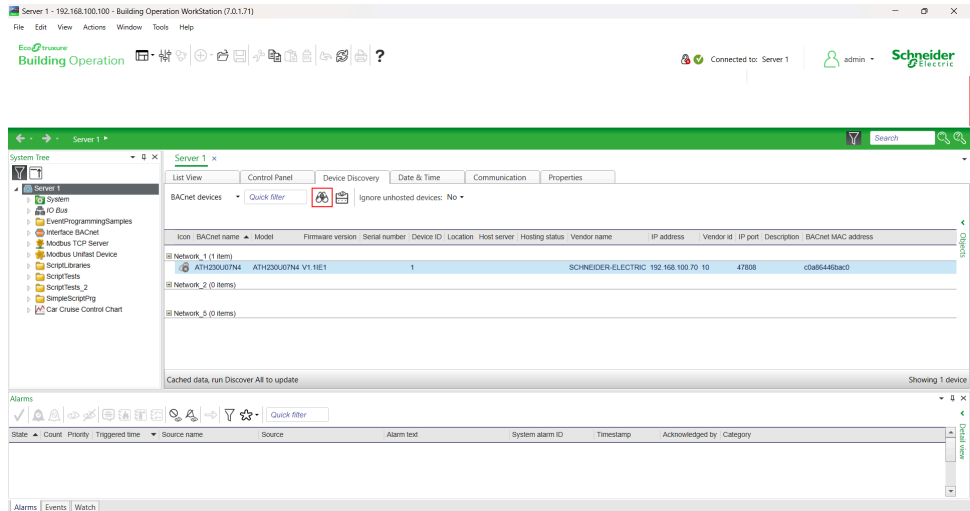 Server 1 - 192.168.100.100 - Building Operation WorkStation (7.0.1.71)
File Edit View Actions Window Tools Help
EcoStruxure
Building Operation
Connected to: Server 1
admin
Schneider
Electric
Server 1
Search
System Tree
Server 1
System
IO Bus
EventProgrammingSamples
Interface BACnet
Modbus TCP Server
Modbus Unifast Device
ScriptLibraries
ScriptTests
ScriptTests_2
SimpleScriptPrg
Car Cruise Control Chart
Server 1
List View Control Panel Device Discovery Date & Time Communication Properties
BACnet devices Quick filter Ignore unhosted devices: No
Icon BACnet name Model Firmware version Serial number Device ID Location Host server Hosting status Vendor name IP address Vendor id IP port Description BACnet MAC address
Network_1 (1 item)
ATH230U07N4 ATH230U07N4 V1.1IE1 1 SCHNEIDER-ELECTRIC 192.168.100.70 10 47808 c0a86446bac0
Network_2 (0 items)
Network_5 (0 items)
Objects
Cached data, run Discover All to update Showing 1 device
Alarms
Quick filter
State Count Priority Triggered time Source name Source Alarm text System alarm ID Timestamp Acknowledged by Category
Detail view
Alarms Events Watch